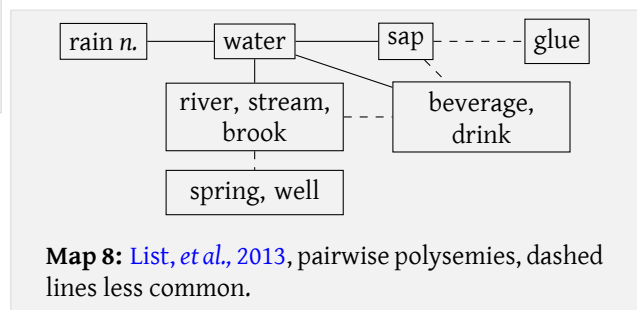 rain n.
water
sap
glue
river, stream,
brook
beverage,
drink
spring, well
Map 8: List, et al., 2013, pairwise polysemies, dashed
lines less common.